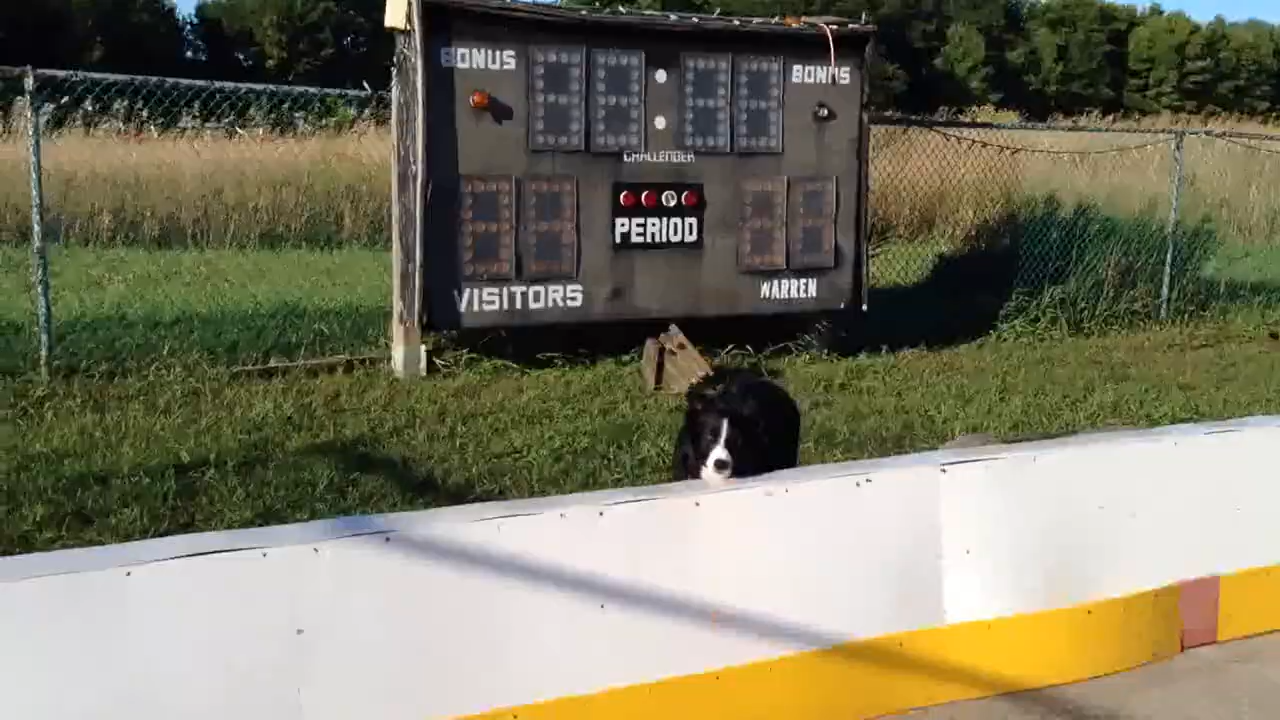 BONUS
BONUS
CHALLENGER
PERIOD
VISITORS
WARREN